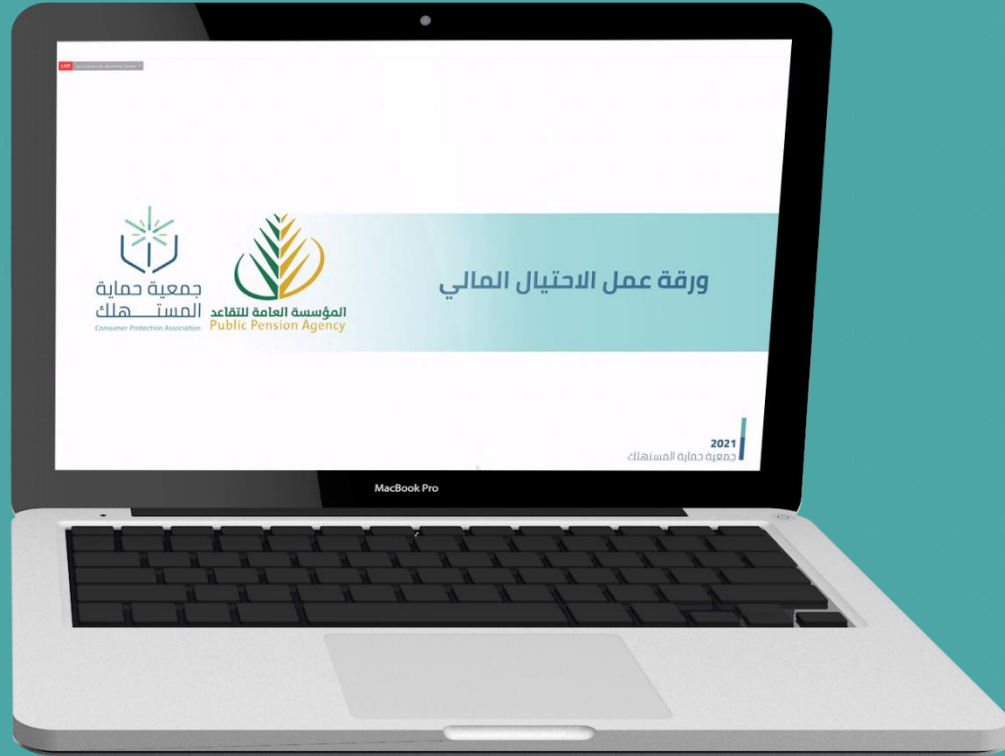 LIVE
ورقة عمل الاحتيال المالي
المؤسسة العامة للتقاعد
Public Pension Agency
جمعية حماية
المستـــهلك
Consumer Protection Association
2021
جمعية حماية المستهلك
MacBook Pro